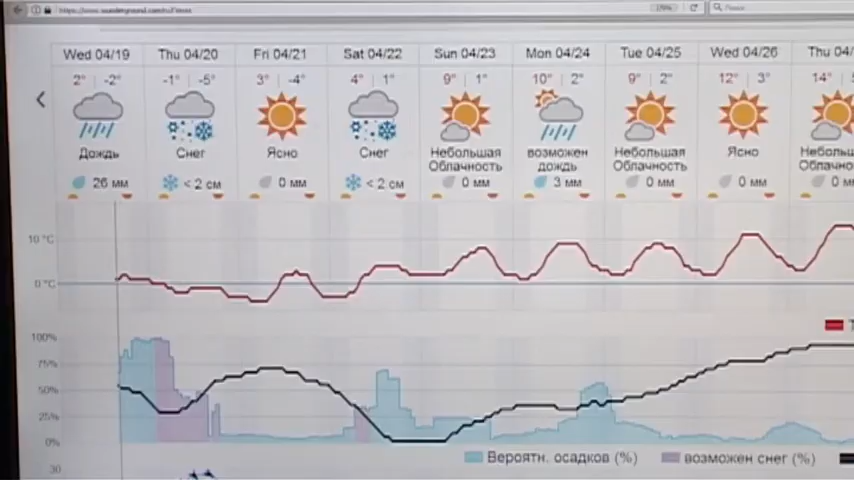 Wed 04/19 Thu 04/20 Fri 04/21 Sat 04/22 Sun 04/23 Mon 04/24 Tue 04/25 Wed 04/26 Thu 04/
2° | -2° -1° | -5° 3° | -4° 4° | 1° 9° | 1° 10° | 2° 9° | 2° 12° | 3° 14° |
Дождь Снег Ясно Снег Небольшая Облачность возможен дождь Небольшая Облачность Ясно Небольш Облачно
26 мм < 2 см 0 мм < 2 см 0 мм 3 мм 0 мм 0 мм 0 м
10 °C
0 °C
100%
75%
50%
25%
0%
Вероятн. осадков (%) возможен снег (%)
30